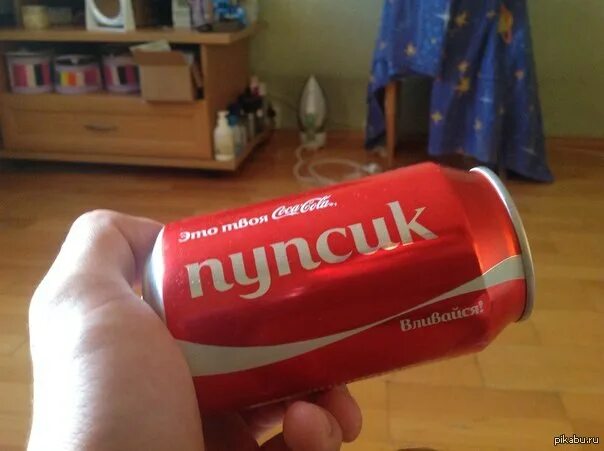 Это твоя Coca-Cola
пупсик
Вливайся!
pikabu.ru